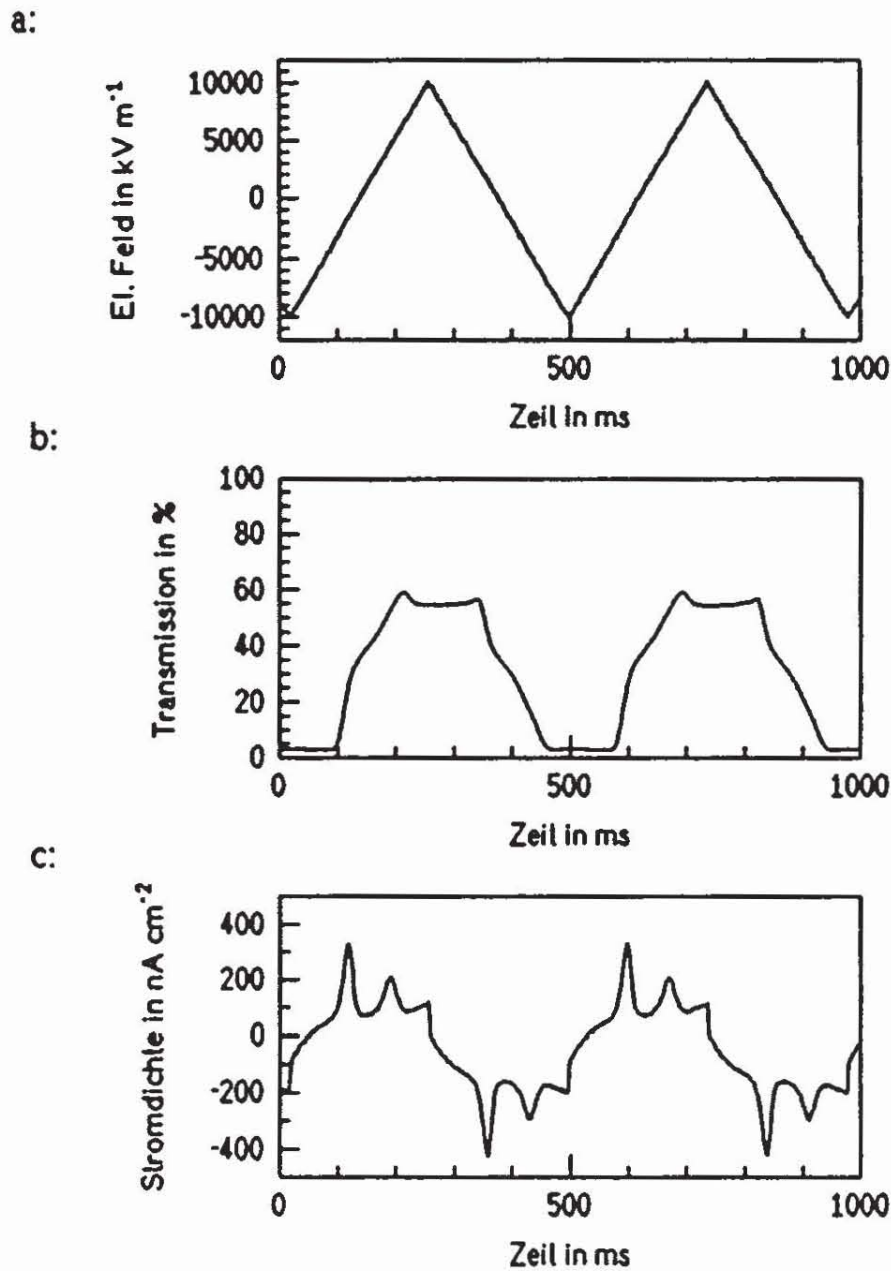 a:
El. Feld in kV m⁻¹
10000
5000
0
-5000
-10000
0
500
1000
Zeil in ms
b:
Transmission in %
100
80
60
40
20
0
0
500
1000
Zeil in ms
c:
Stromdichte in nA cm⁻²
400
200
0
-200
-400
0
500
1000
Zeil in ms